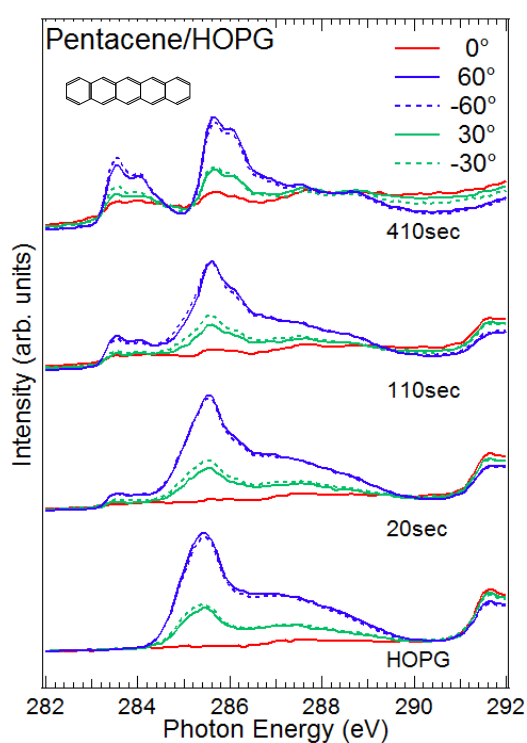 Pentacene/HOPG
0°
60°
-60°
30°
-30°
410sec
110sec
20sec
HOPG
Intensity (arb. units)
282 284 286 288 290 292
Photon Energy (eV)